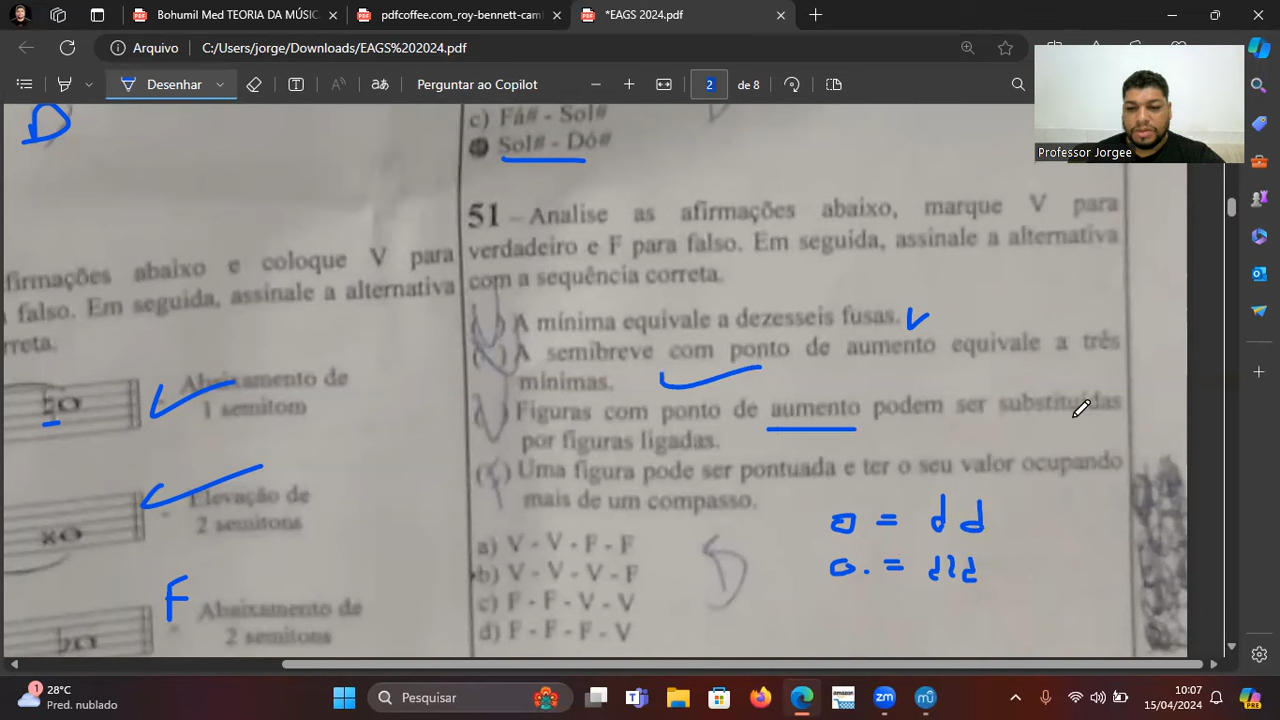 Bohumil Med TEORIA DA MÚSIC
pdfcoffee.com_roy-bennett-caml
*EAGS 2024.pdf
Arquivo
C:/Users/jorge/Downloads/EAGS%202024.pdf
Desenhar
Perguntar ao Copilot
2
de 8
Professor Jorgee
D
c) Fá# - Sol#
Sol# - Dó#
afirmações abaixo e coloque V para
falso. Em seguida, assinale a alternativa
rreta.
Abaixamento de
1 semitom
Elevação de
2 semitons
F
Abaixamento de
2 semitons
51 – Analise as afirmações abaixo, marque V para
verdadeiro e F para falso. Em seguida, assinale a alternativa
com a sequência correta.
( ) A mínima equivale a dezesseis fusas.
( ) A semibreve com ponto de aumento equivale a três
mínimas.
( ) Figuras com ponto de aumento podem ser substituídas
por figuras ligadas.
( ) Uma figura pode ser pontuada e ter o seu valor ocupando
mais de um compasso.
a) V - V - F - F
b) V - V - V - F
c) F - F - V - V
d) F - F - F - V
D
28°C
Pred. nublado
Pesquisar
10:07
15/04/2024